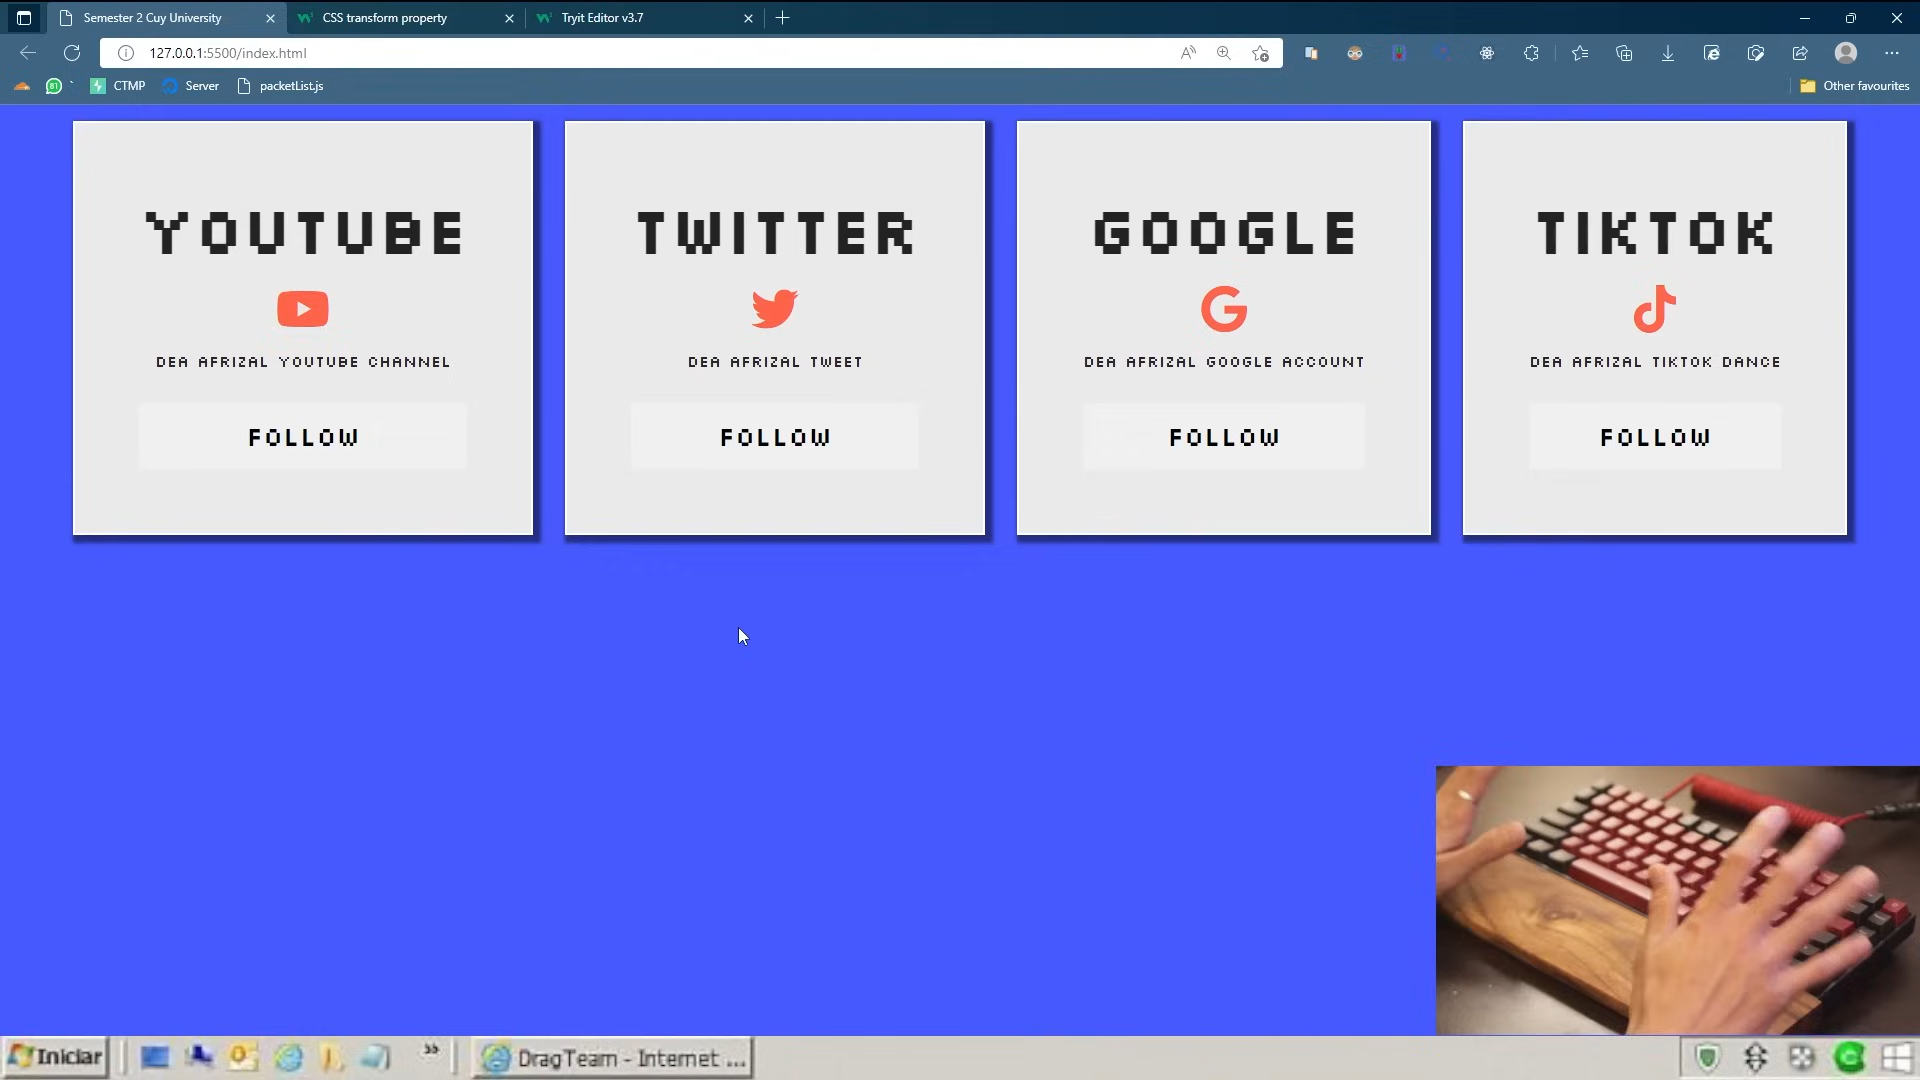 Semester 2 Cuy University
CSS transform property
Tryit Editor v3.7
127.0.0.1:5500/index.html
81
CTMP
Server
packetList.js
Other favourites
YOUTUBE
DEA AFRIZAL YOUTUBE CHANNEL
FOLLOW
TWITTER
DEA AFRIZAL TWEET
FOLLOW
GOOGLE
DEA AFRIZAL GOOGLE ACCOUNT
FOLLOW
TIKTOK
DEA AFRIZAL TIKTOK DANCE
FOLLOW
Iniciar
DragTeam - Internet ...